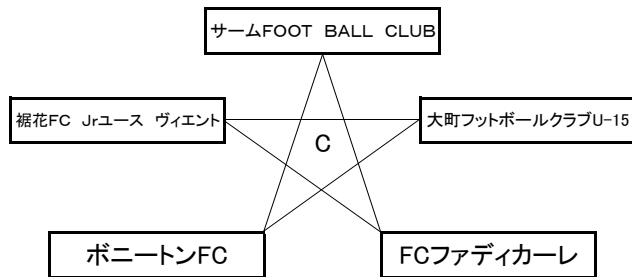 サームFOOT BALL CLUB
裾花FC Jrユース ヴィエント
大町フットボールクラブU-15
C
ボニートンFC
FCファディカーレ